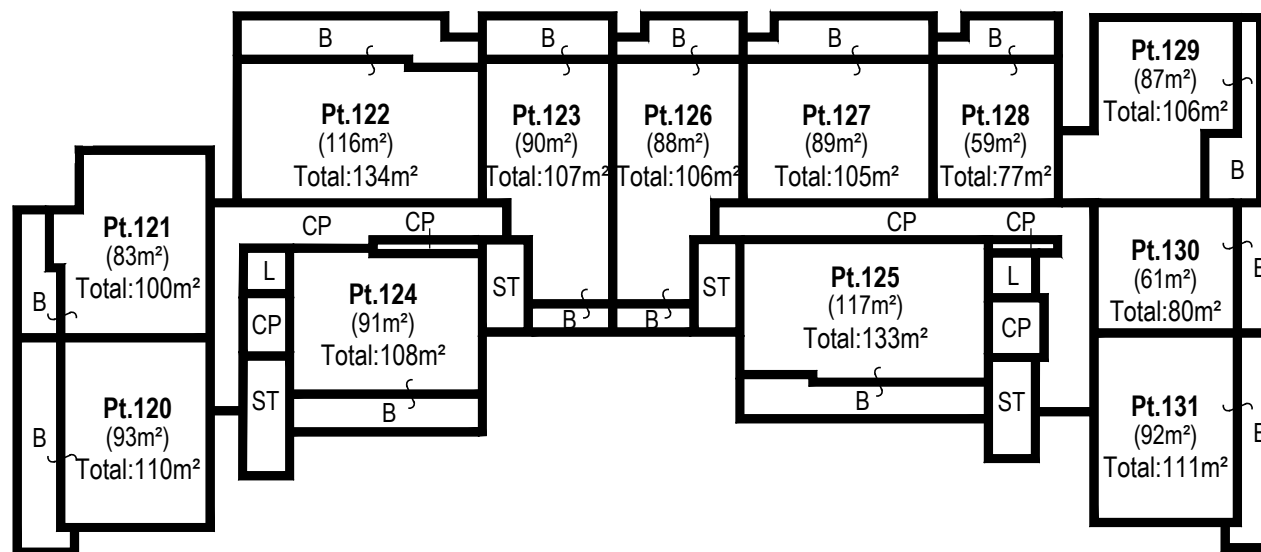 B
Pt.122
(116m²)
Total:134m²
B
Pt.123
(90m²)
Total:107m²
B
B
Pt.126
(88m²)
Total:106m²
B
B
Pt.127
(89m²)
Total:105m²
B
Pt.128
(59m²)
Total:77m²
Pt.129
(87m²)
Total:106m²
B
Pt.121
(83m²)
Total:100m²
B
CP
CP
L
CP
ST
Pt.124
(91m²)
Total:108m²
B
ST
ST
CP
CP
Pt.125
(117m²)
Total:133m²
B
L
CP
ST
Pt.130
(61m²)
Total:80m²
B
Pt.120
(93m²)
Total:110m²
B
Pt.131
(92m²)
Total:111m²
B